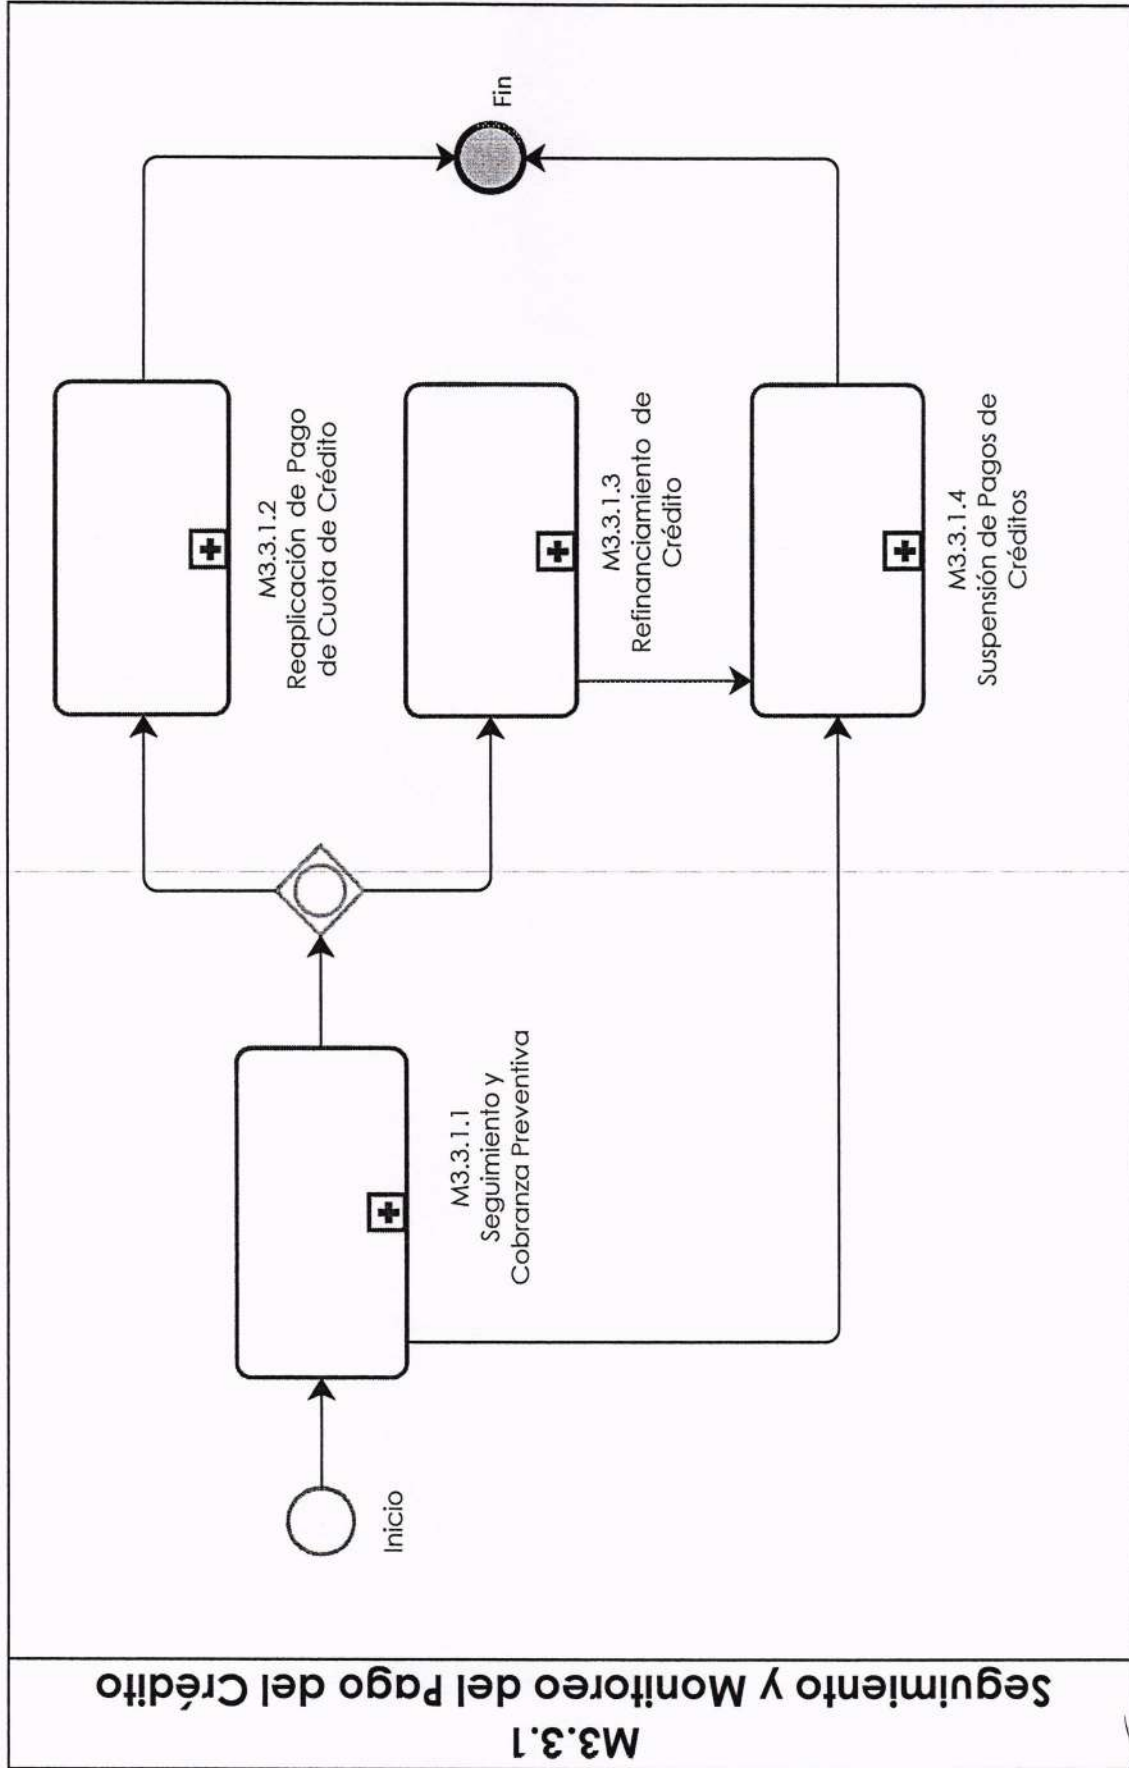 M3.3.1
Seguimiento y Monitoreo del Pago del Crédito
Inicio
M3.3.1.1
Seguimiento y
Cobranza Preventiva
M3.3.1.2
Reaplicación de Pago
de Cuota de Crédito
M3.3.1.3
Refinanciamiento de
Crédito
M3.3.1.4
Suspensión de Pagos de
Créditos
Fin